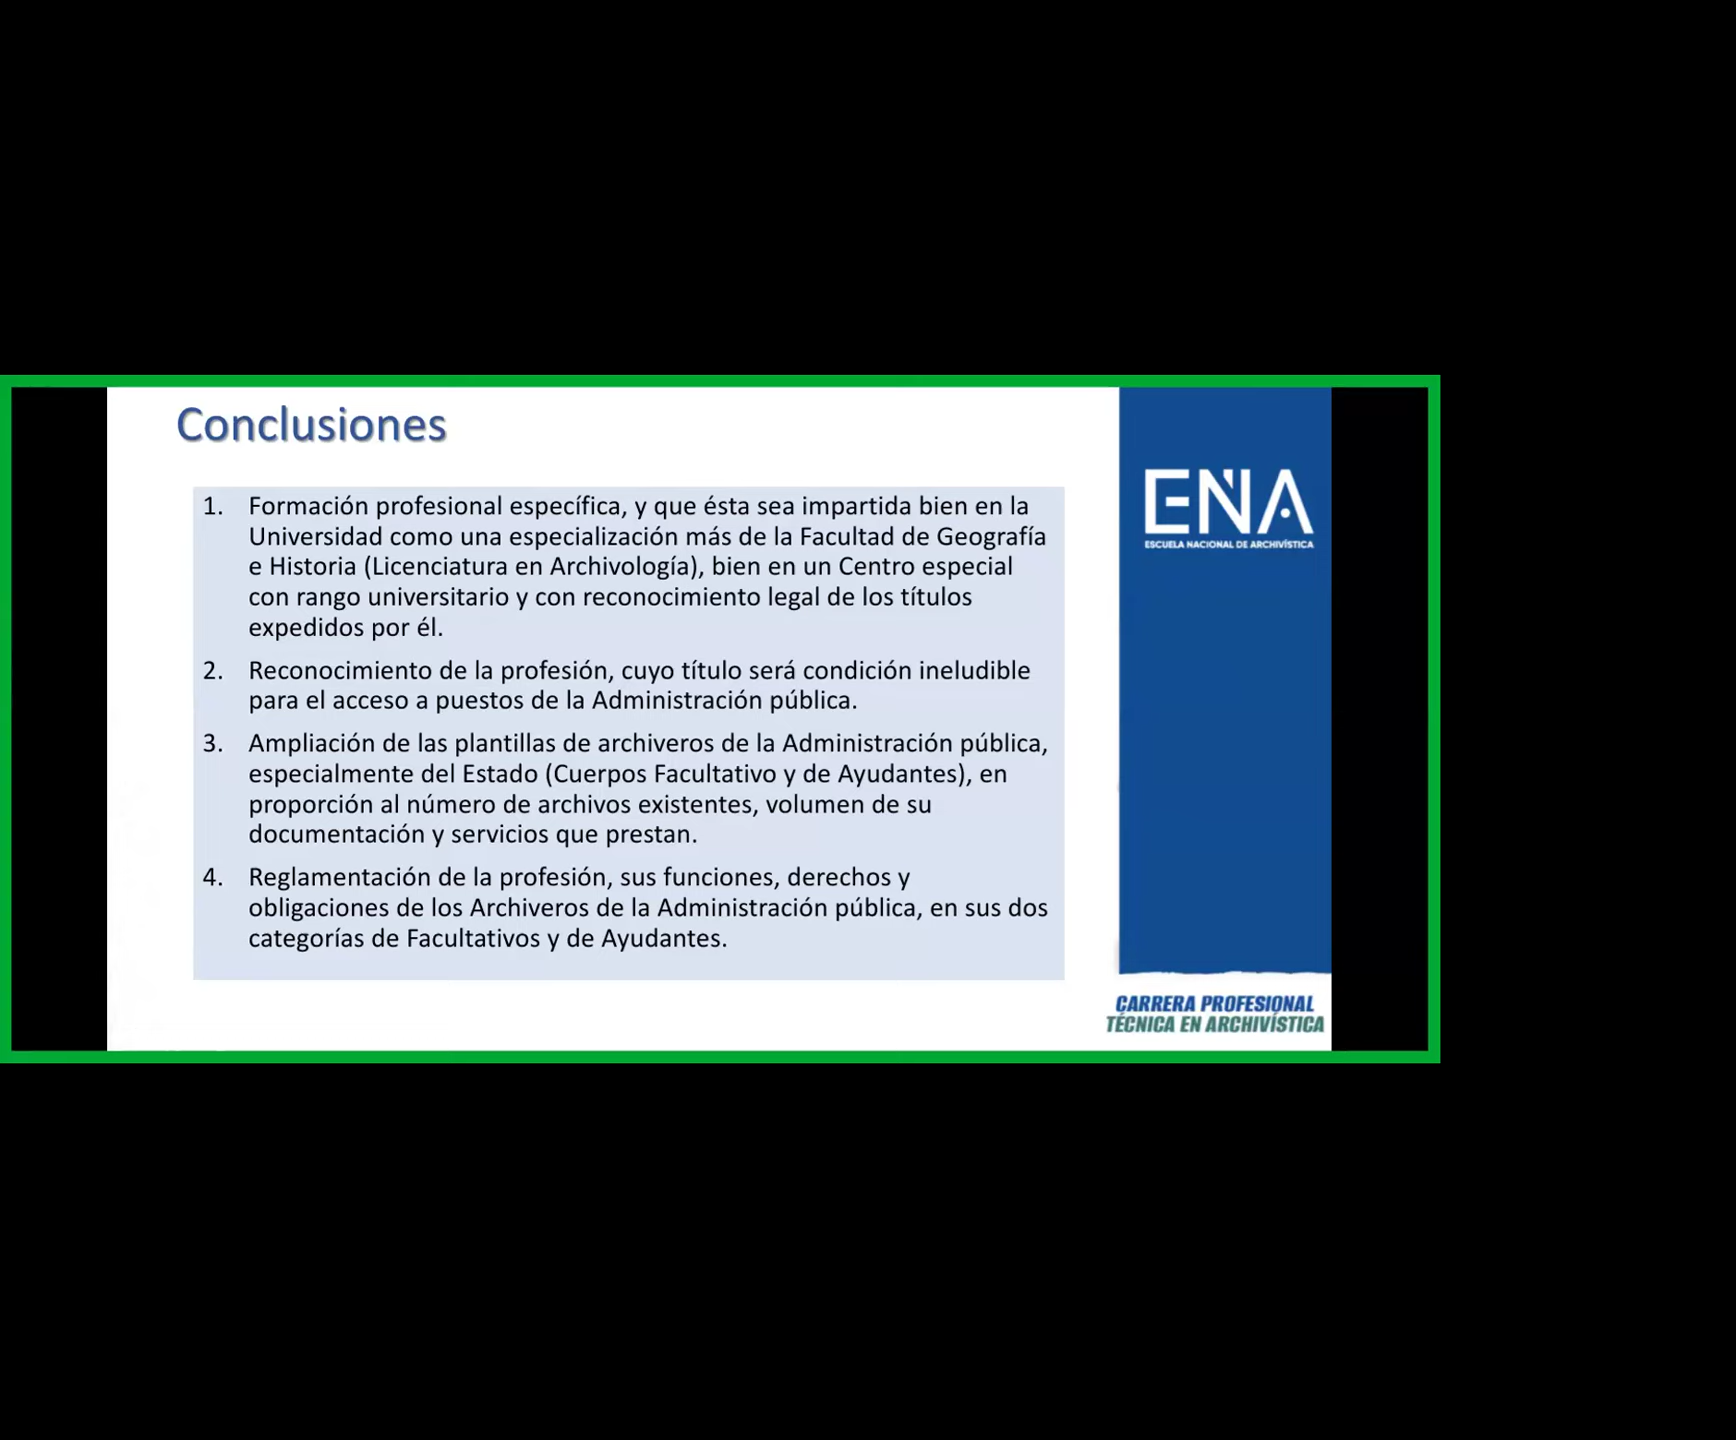 Conclusiones
1. Formación profesional específica, y que ésta sea impartida bien en la
Universidad como una especialización más de la Facultad de Geografía
e Historia (Licenciatura en Archivología), bien en un Centro especial
con rango universitario y con reconocimiento legal de los títulos
expedidos por él.
2. Reconocimiento de la profesión, cuyo título será condición ineludible
para el acceso a puestos de la Administración pública.
3. Ampliación de las plantillas de archiveros de la Administración pública,
especialmente del Estado (Cuerpos Facultativo y de Ayudantes), en
proporción al número de archivos existentes, volumen de su
documentación y servicios que prestan.
4. Reglamentación de la profesión, sus funciones, derechos y
obligaciones de los Archiveros de la Administración pública, en sus dos
categorías de Facultativos y de Ayudantes.
ENA
ESCUELA NACIONAL DE ARCHIVÍSTICA
CARRERA PROFESIONAL
TÉCNICA EN ARCHIVÍSTICA